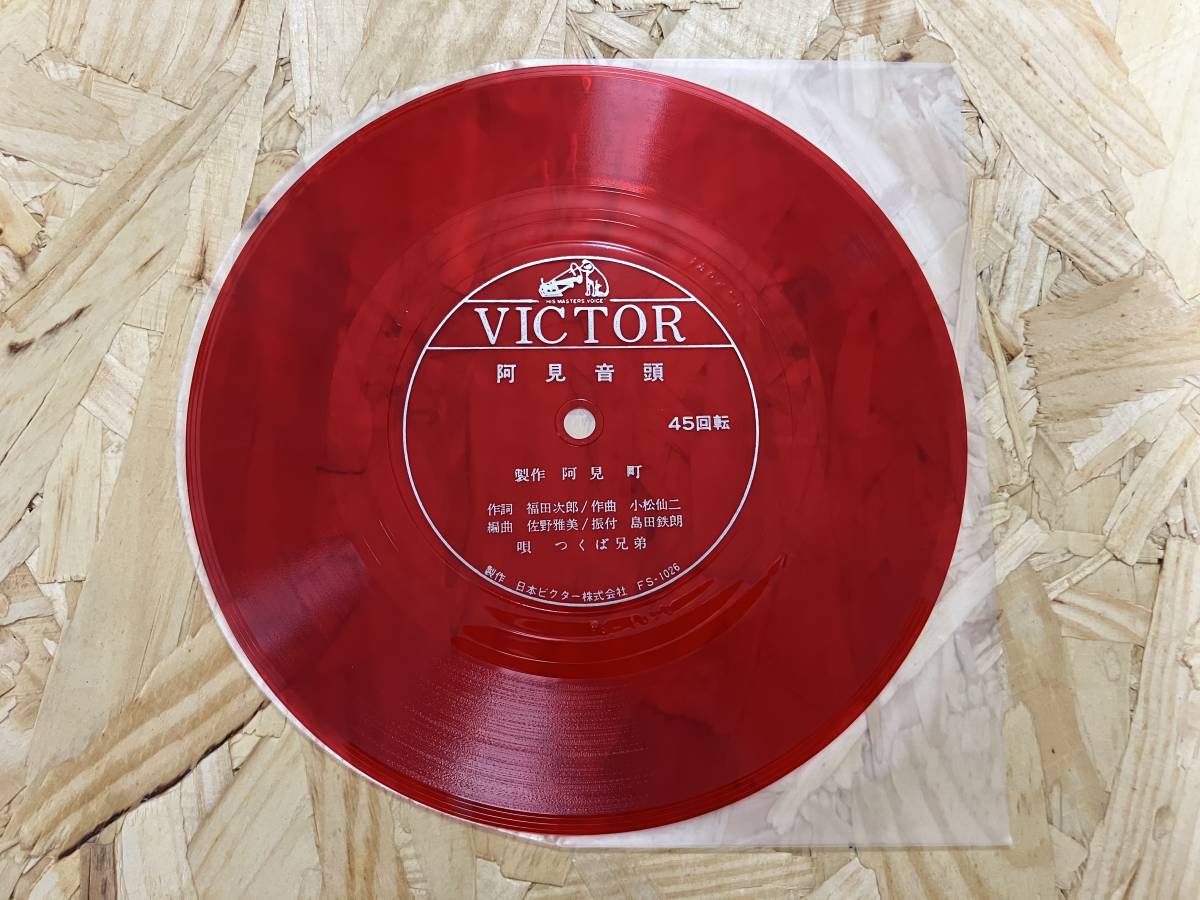 "HIS MASTERS VOICE"
VICTOR
阿見音頭
45回転
製作 阿見町
作詞 福田次郎/作曲 小松仙二
編曲 佐野雅美/振付 島田鉄朗
唄 つくば兄弟
製作 日本ビクター株式会社 FS-1026